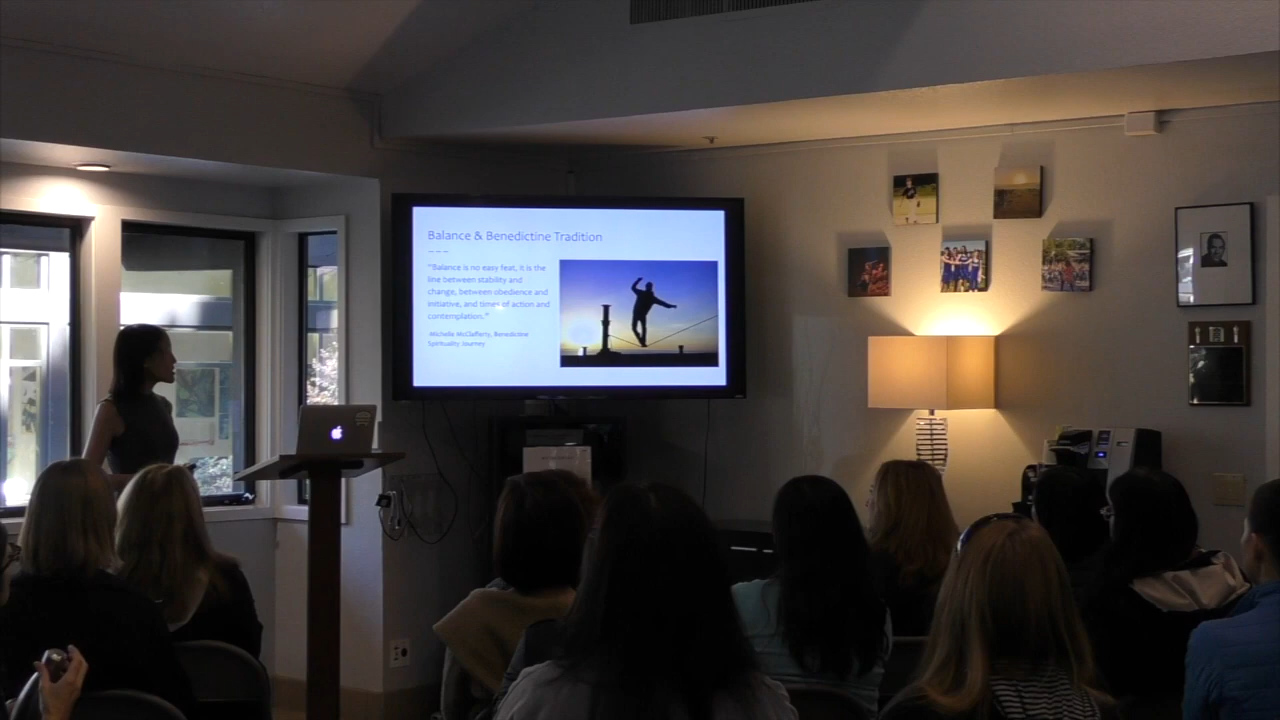 Balance & Benedictine Tradition
"Balance is no easy feat, it is the
line between stability and
change, between obedience and
initiative, and times of action and
contemplation."
-Michelle McClafferty, Benedictine
Spirituality Journey